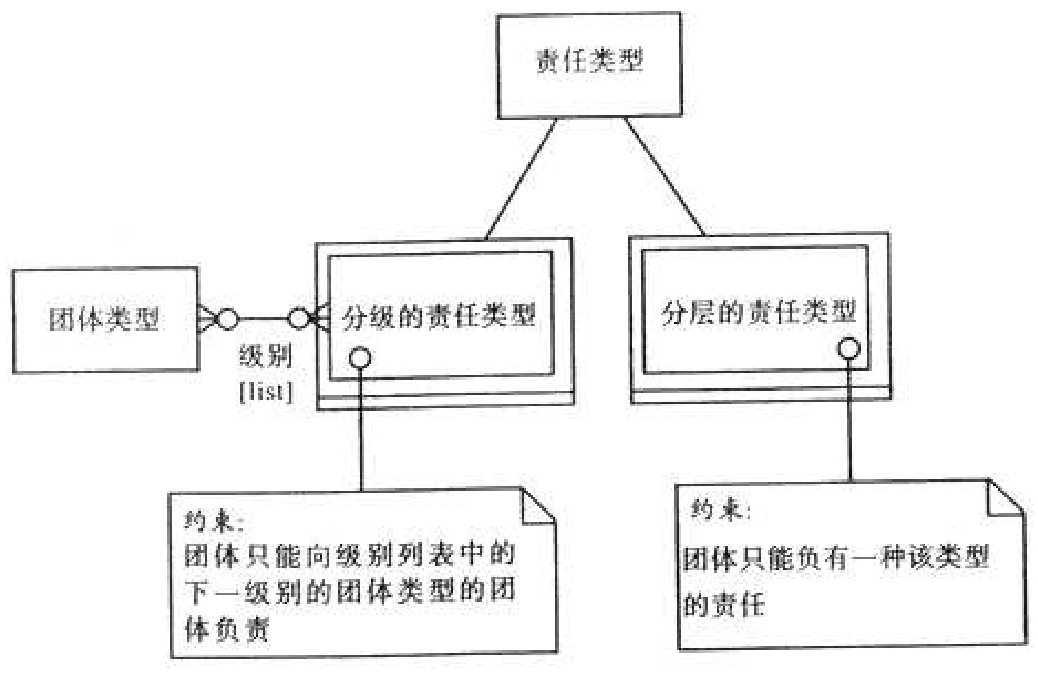 责任类型
团体类型
分级的责任类型
分层的责任类型
级别
[list]
约束:
团体只能向级别列表中的
下一级别的团体类型的团
体负责
约束:
团体只能负有一种该类型
的责任